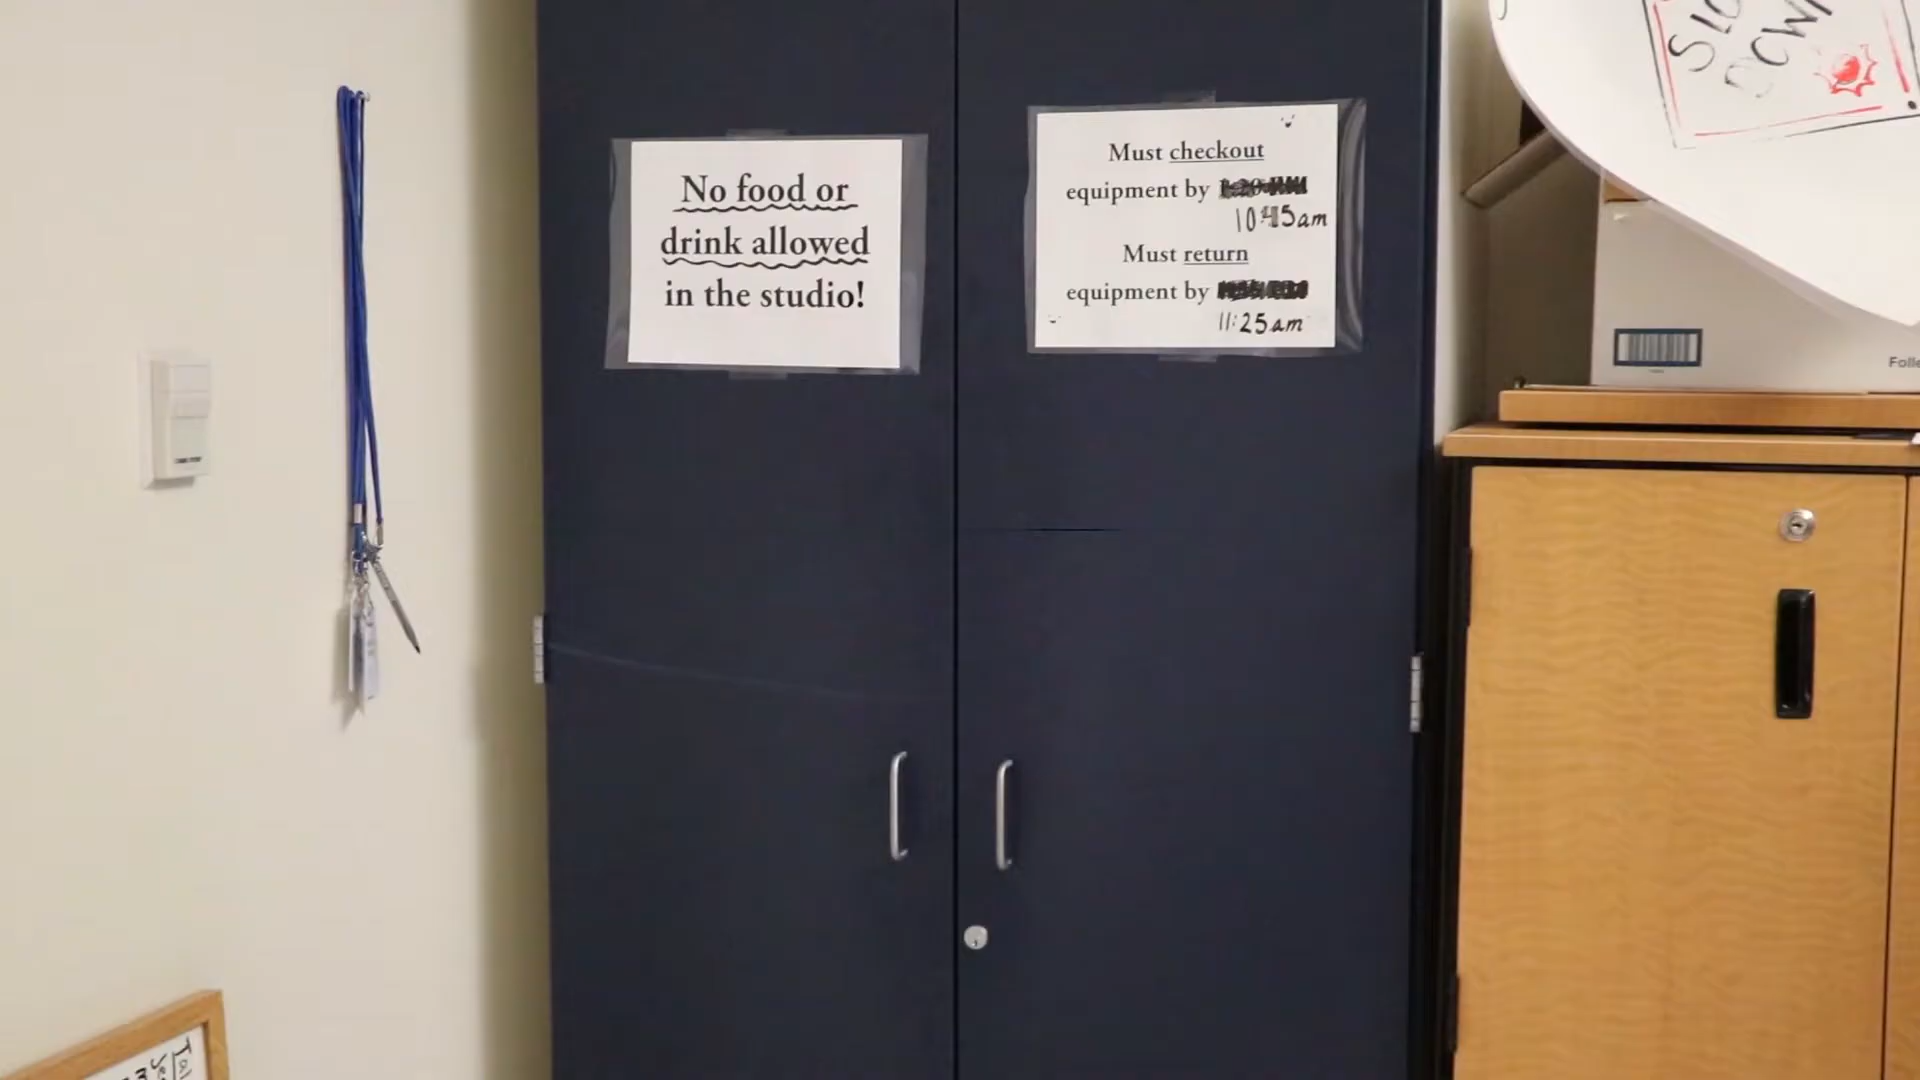 No food or
drink allowed
in the studio!
Must checkout
equipment by
10:45am
Must return
equipment by
11:25am